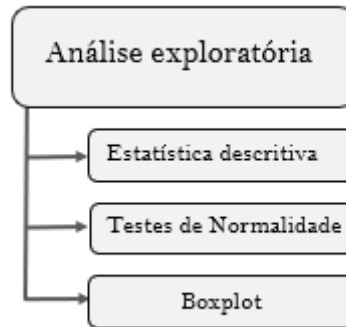 Análise exploratória
Estatística descritiva
Testes de Normalidade
Boxplot